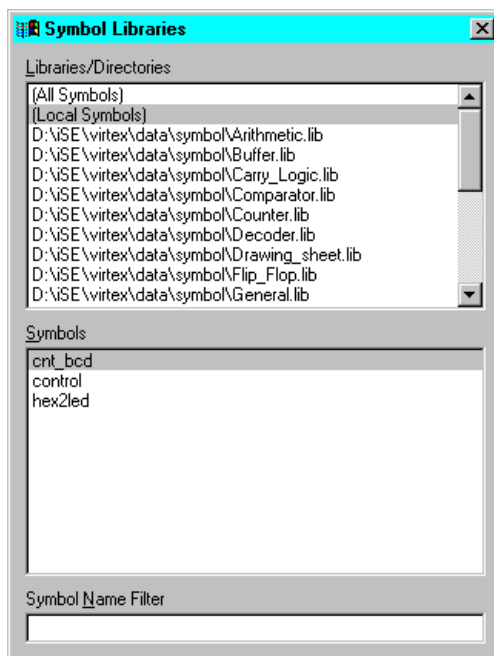 Symbol Libraries
Libraries/Directories
(All Symbols)
(Local Symbols)
D:\iSE\virtex\data\symbol\Arithmetic.lib
D:\iSE\virtex\data\symbol\Buffer.lib
D:\iSE\virtex\data\symbol\Carry_Logic.lib
D:\iSE\virtex\data\symbol\Comparator.lib
D:\iSE\virtex\data\symbol\Counter.lib
D:\iSE\virtex\data\symbol\Decoder.lib
D:\iSE\virtex\data\symbol\Drawing_sheet.lib
D:\iSE\virtex\data\symbol\Flip_Flop.lib
D:\iSE\virtex\data\symbol\General.lib
Symbols
cnt_bcd
control
hex2led
Symbol Name Filter